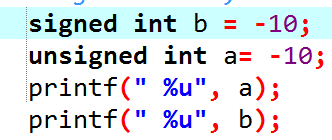 signed int b = -10;
unsigned int a= -10;
printf(" %u", a);
printf(" %u", b);